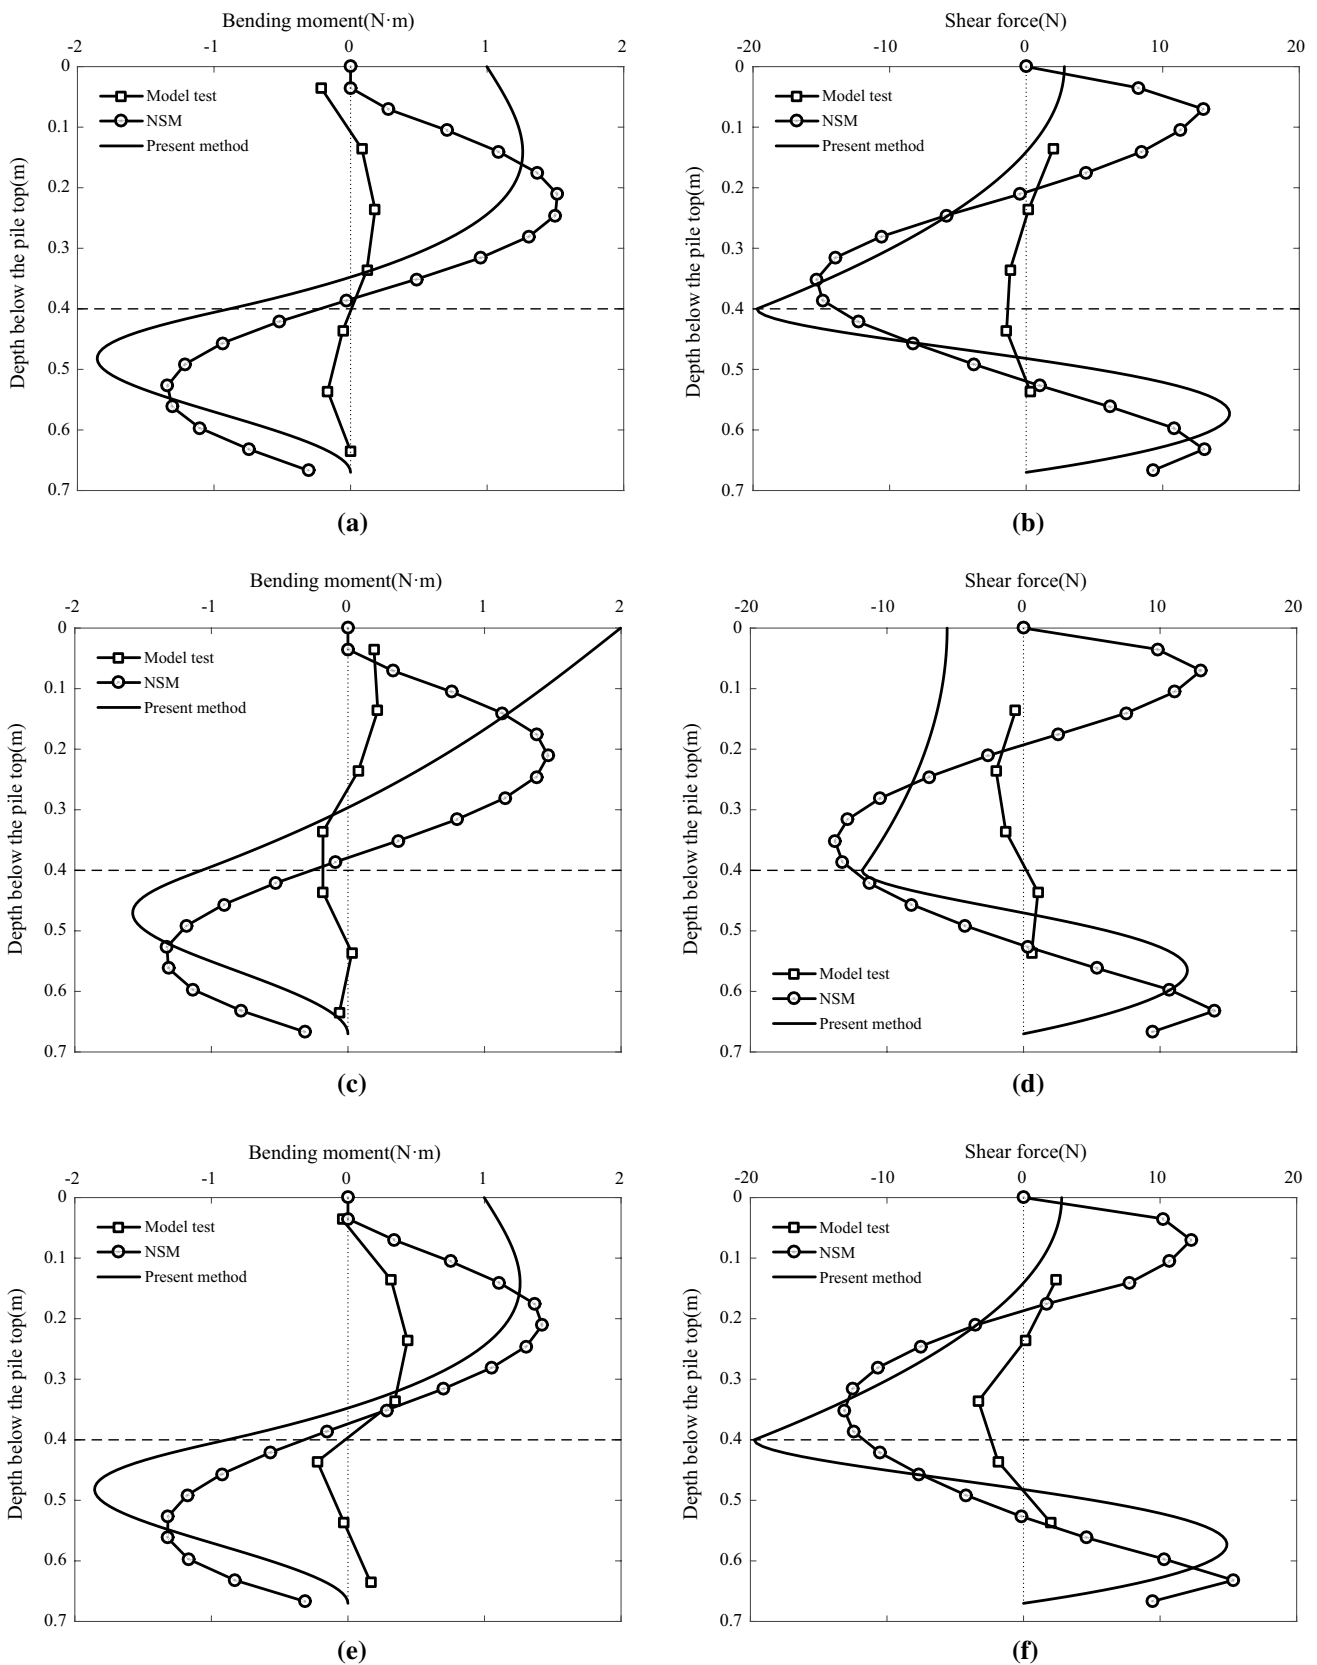 Bending moment(N·m)
-2 -1 0 1 2
0
0.1
0.2
0.3
0.4
0.5
0.6
0.7
Depth below the pile top(m)
Model test
NSM
Present method
(a)
Shear force(N)
-20 -10 0 10 20
0
0.1
0.2
0.3
0.4
0.5
0.6
0.7
Depth below the pile top(m)
Model test
NSM
Present method
(b)
Bending moment(N·m)
-2 -1 0 1 2
0
0.1
0.2
0.3
0.4
0.5
0.6
0.7
Depth below the pile top(m)
Model test
NSM
Present method
(c)
Shear force(N)
-20 -10 0 10 20
0
0.1
0.2
0.3
0.4
0.5
0.6
0.7
Depth below the pile top(m)
Model test
NSM
Present method
(d)
Bending moment(N·m)
-2 -1 0 1 2
0
0.1
0.2
0.3
0.4
0.5
0.6
0.7
Depth below the pile top(m)
Model test
NSM
Present method
(e)
Shear force(N)
-20 -10 0 10 20
0
0.1
0.2
0.3
0.4
0.5
0.6
0.7
Depth below the pile top(m)
Model test
NSM
Present method
(f)